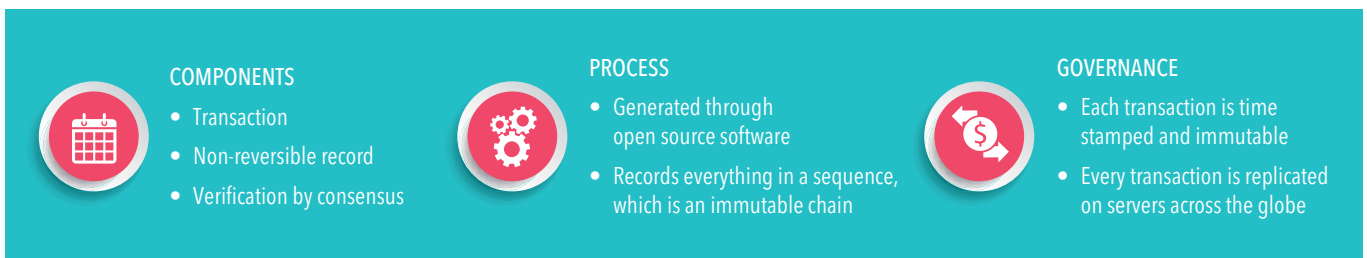 COMPONENTS
• Transaction
• Non-reversible record
• Verification by consensus
PROCESS
• Generated through
open source software
• Records everything in a sequence,
which is an immutable chain
$
GOVERNANCE
• Each transaction is time
stamped and immutable
• Every transaction is replicated
on servers across the globe